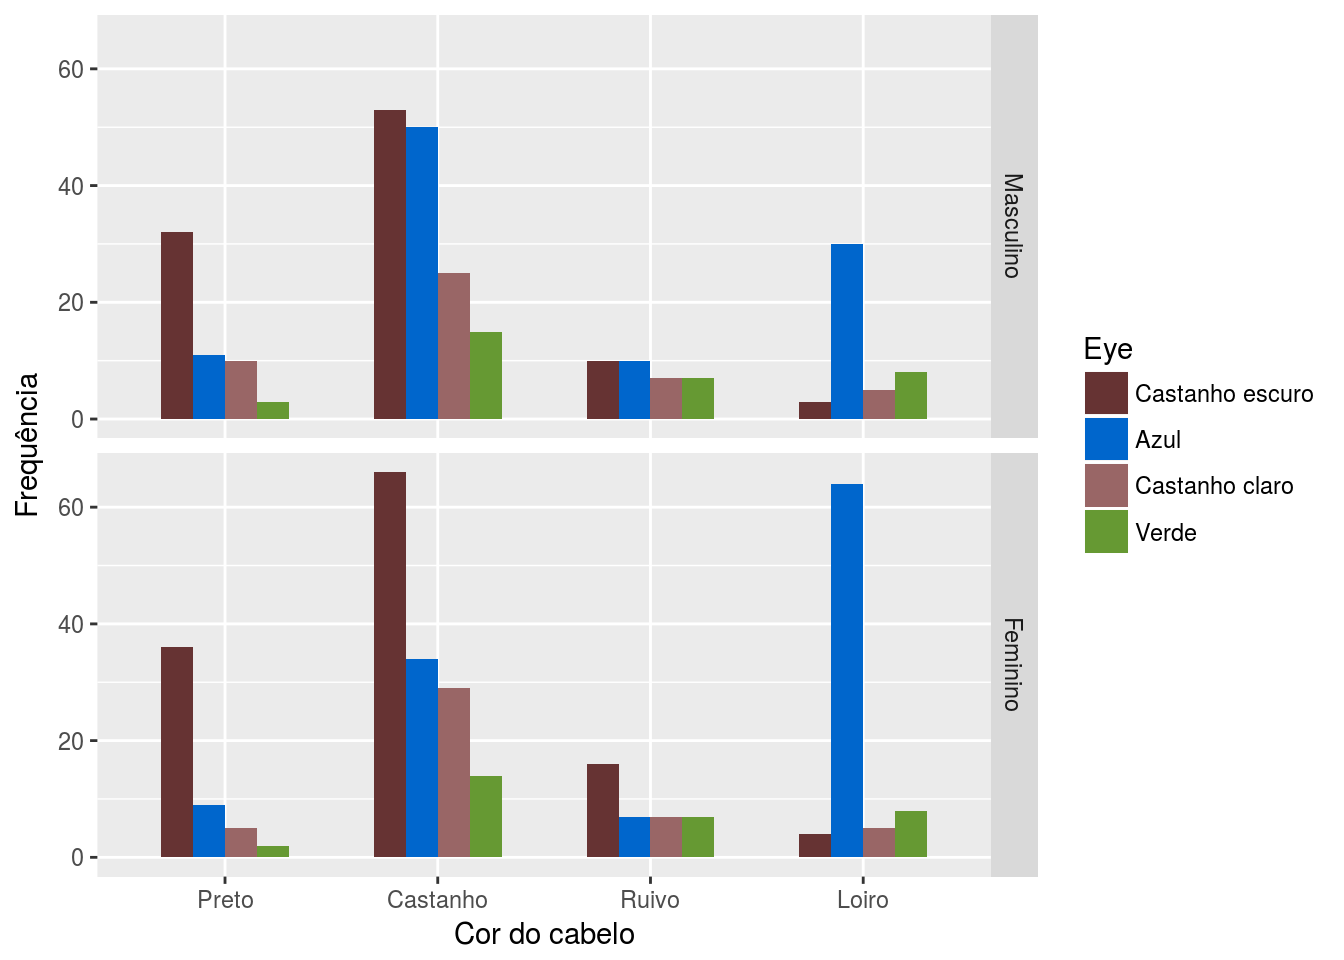 60
40
20
0
Masculino
60
40
20
0
Feminino
Frequência
Preto Castanho Ruivo Loiro
Cor do cabelo
Eye
Castanho escuro
Azul
Castanho claro
Verde